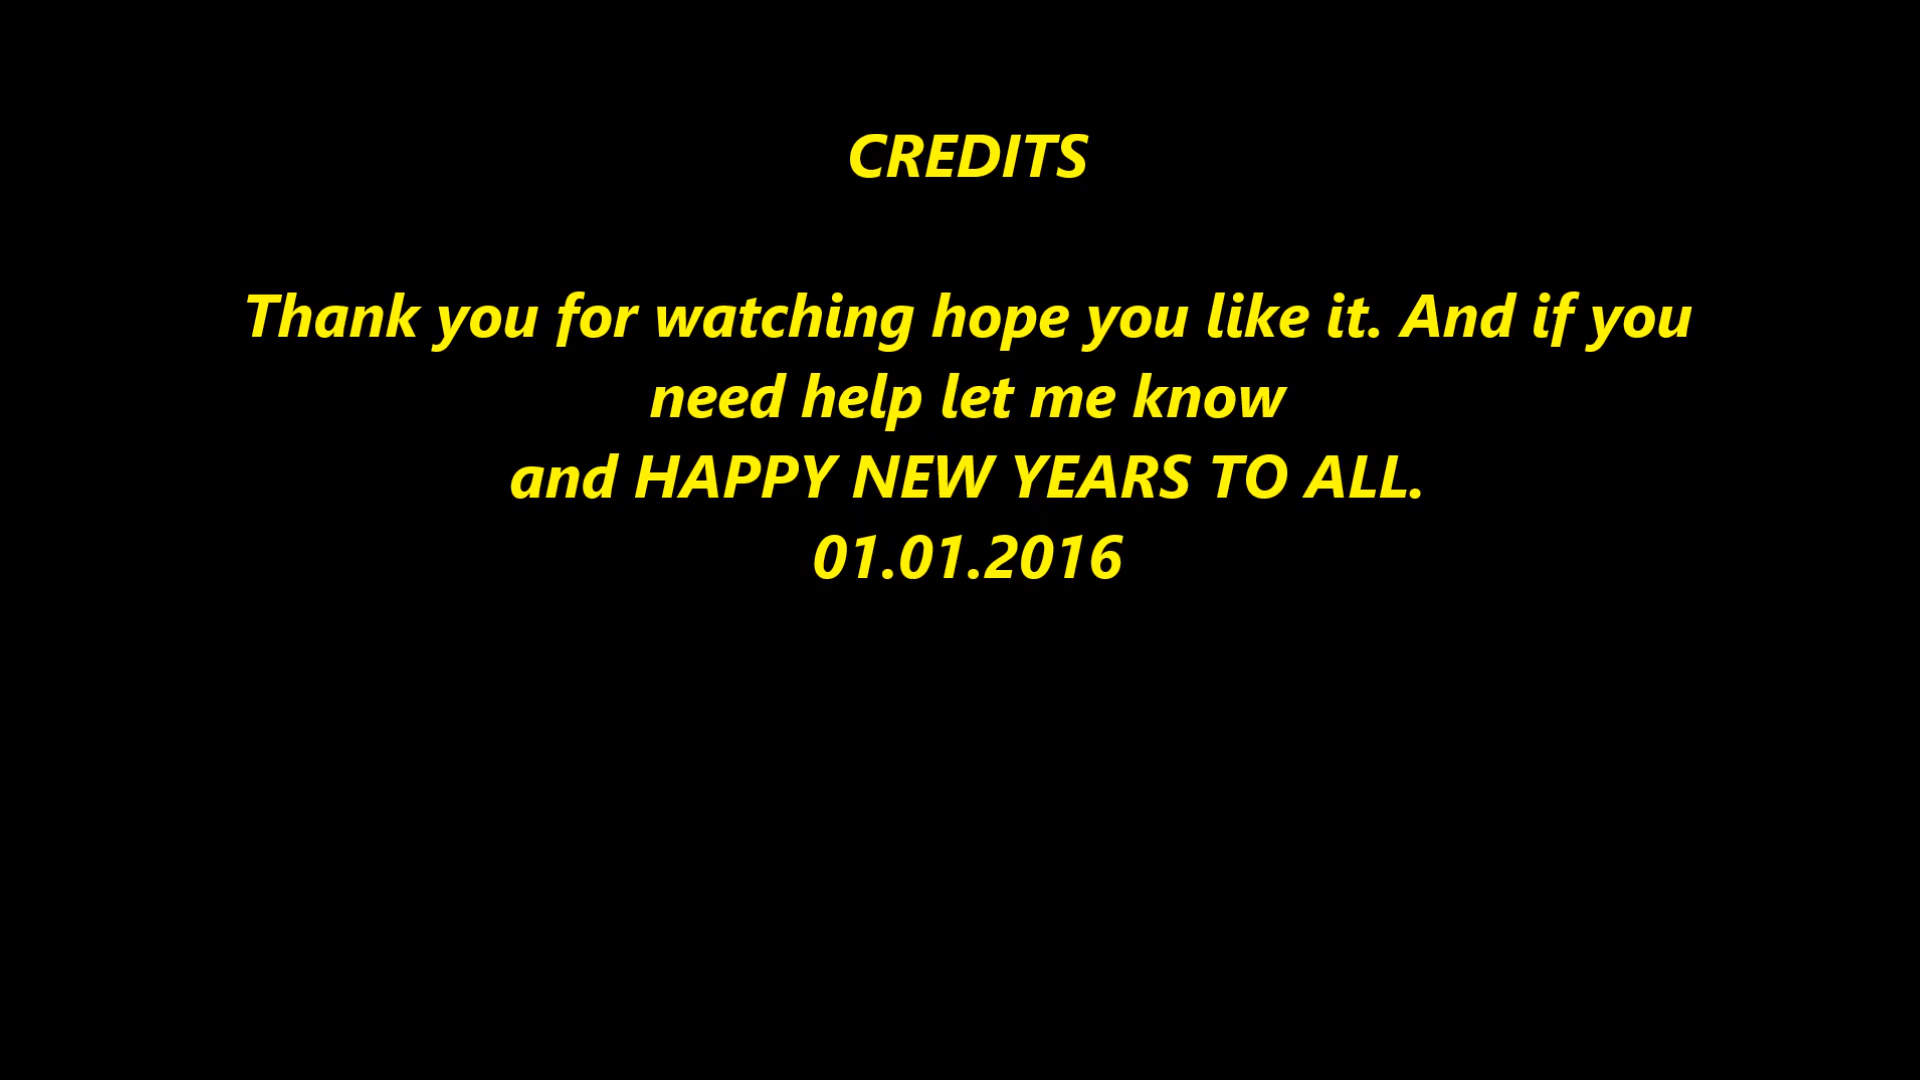 CREDITS
Thank you for watching hope you like it. And if you
need help let me know
and HAPPY NEW YEARS TO ALL.
01.01.2016